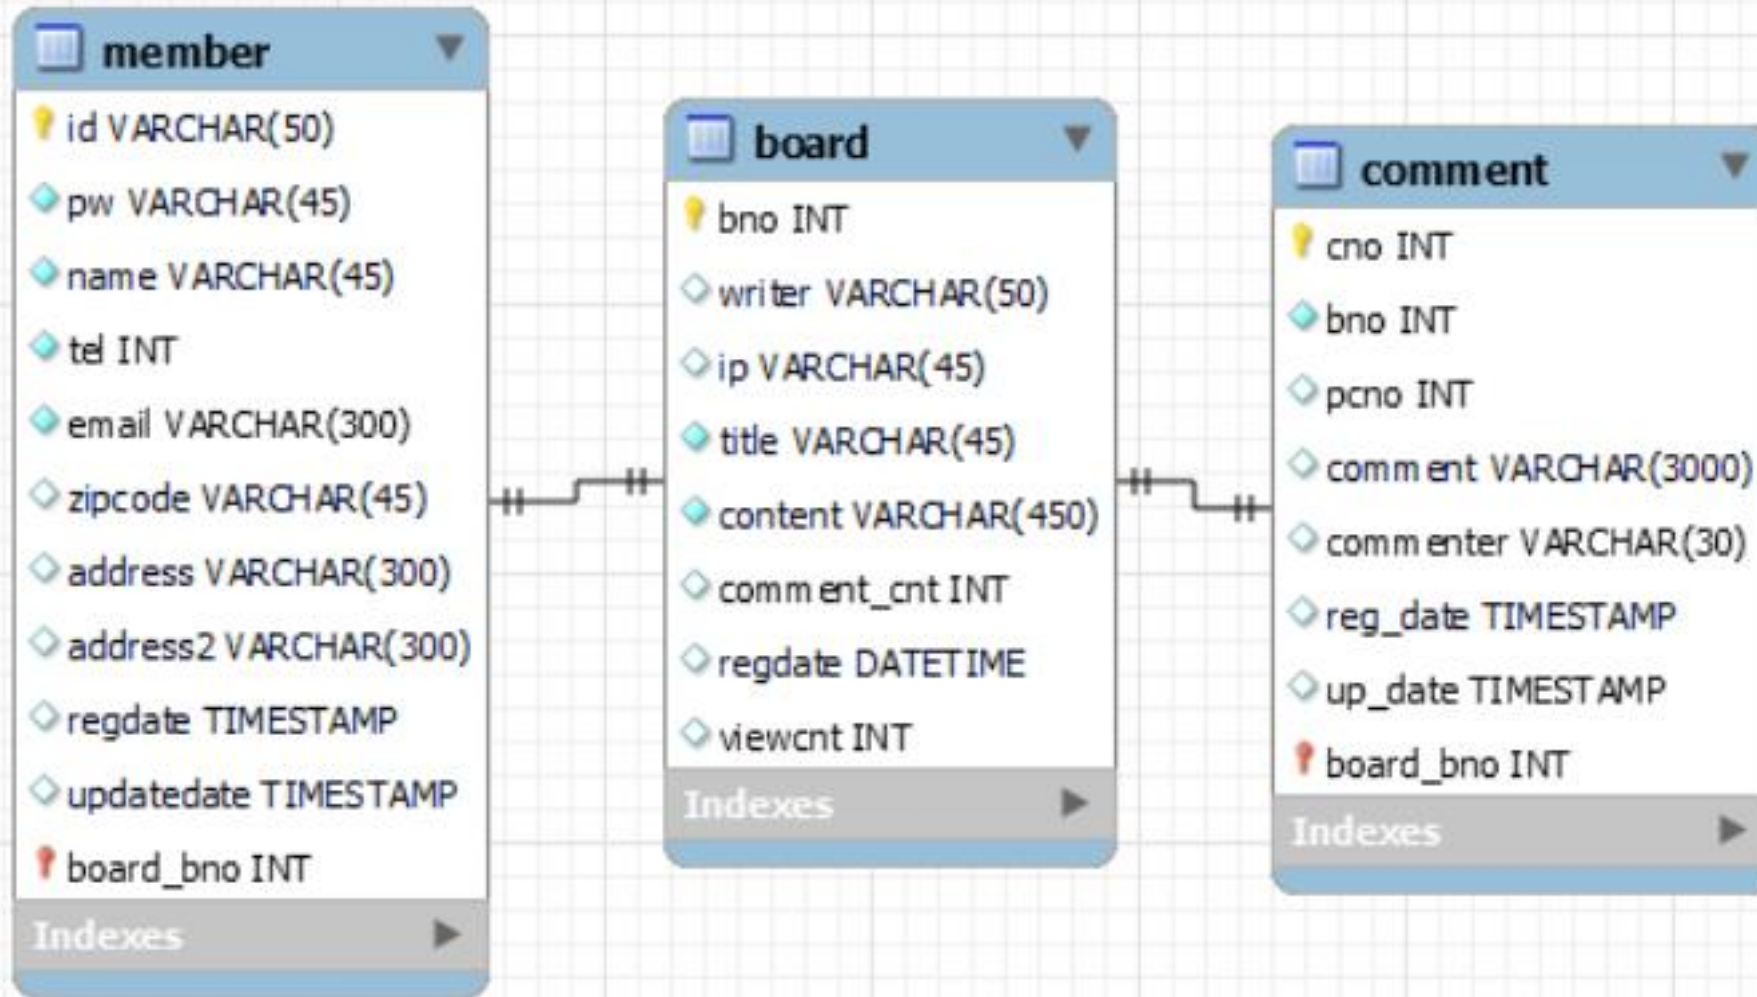 member
id VARCHAR(50)
pw VARCHAR(45)
name VARCHAR(45)
tel INT
email VARCHAR(300)
zipcode VARCHAR(45)
address VARCHAR(300)
address2 VARCHAR(300)
regdate TIMESTAMP
updatedate TIMESTAMP
board_bno INT
Indexes
board
bno INT
writer VARCHAR(50)
ip VARCHAR(45)
title VARCHAR(45)
content VARCHAR(450)
comment_cnt INT
regdate DATETIME
viewcnt INT
Indexes
comment
cno INT
bno INT
pcno INT
comment VARCHAR(3000)
commenter VARCHAR(30)
reg_date TIMESTAMP
up_date TIMESTAMP
board_bno INT
Indexes